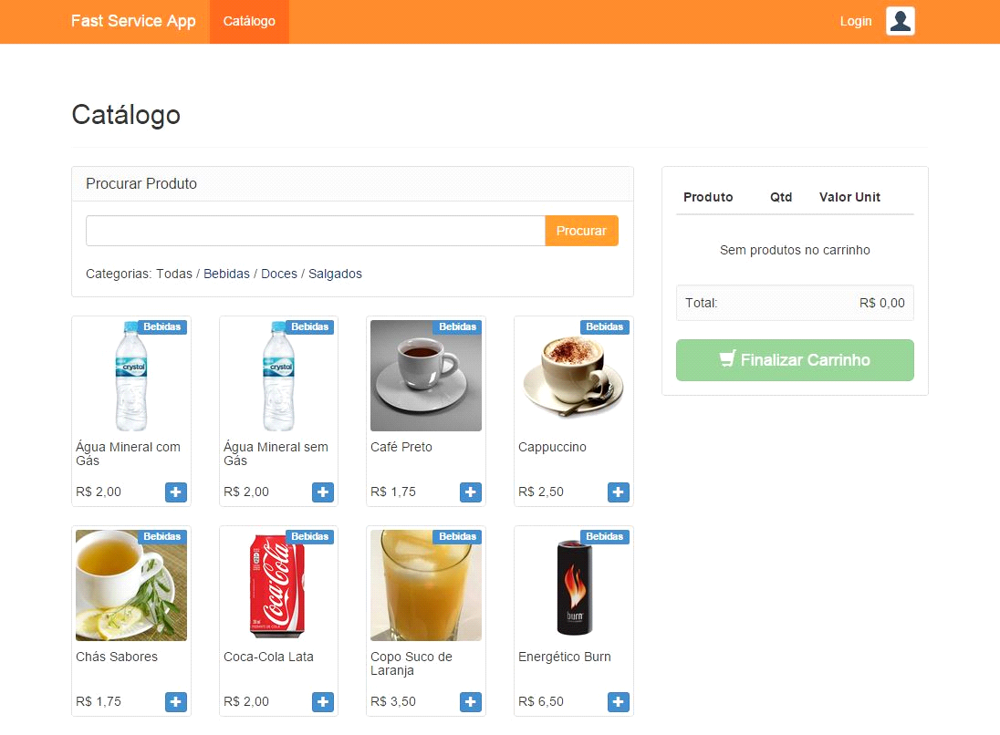 Fast Service App
Catálogo
Login
Catálogo
Procurar Produto
Procurar
Categorias: Todas / Bebidas / Doces / Salgados
Produto Qtd Valor Unit
Sem produtos no carrinho
Total: R$ 0,00
Finalizar Carrinho
Bebidas
crystal
Água Mineral com
Gás
R$ 2,00
Bebidas
crystal
Água Mineral sem
Gás
R$ 2,00
Bebidas
Café Preto
R$ 1,75
Bebidas
Cappuccino
R$ 2,50
Bebidas
Chás Sabores
R$ 1,75
Bebidas
Coca-Cola
Coca-Cola Lata
R$ 2,00
Bebidas
Copo Suco de
Laranja
R$ 3,50
Bebidas
burn
Energético Burn
R$ 6,50